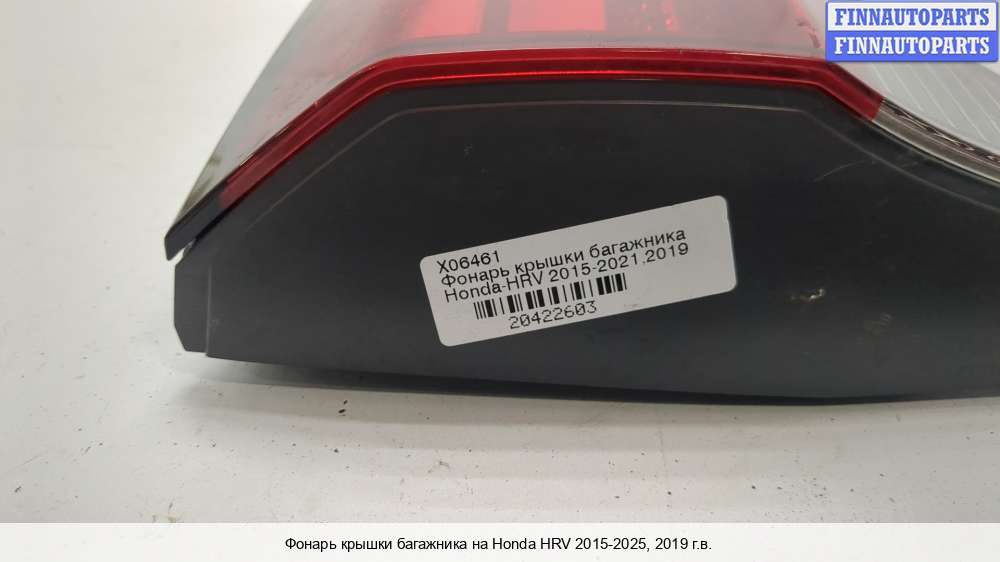 FINNAUTOPARTS
FINNAUTOPARTS
X06461
Фонарь крышки багажника
Honda-HRV 2015-2021,2019
20422603
Фонарь крышки багажника на Honda HRV 2015-2025, 2019 г.в.